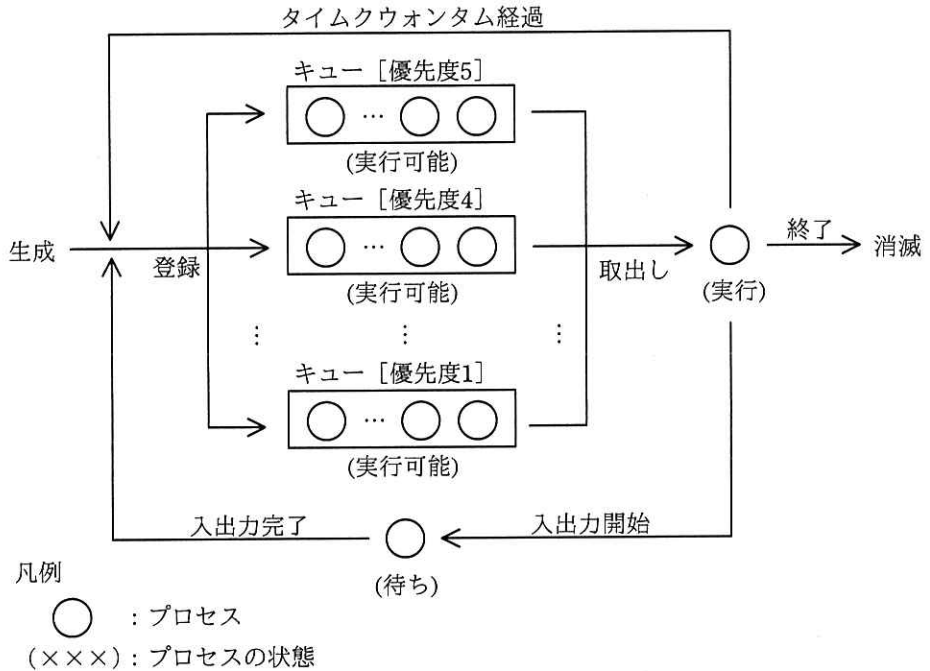 タイムクウォンタム経過
キュー［優先度5］
…
(実行可能)
キュー［優先度4］
生成
登録
…
取出し
終了
消滅
(実行可能)
(実行)
⋮ ⋮ ⋮
キュー［優先度1］
…
(実行可能)
入出力完了
入出力開始
(待ち)
凡例
：プロセス
(×××)：プロセスの状態